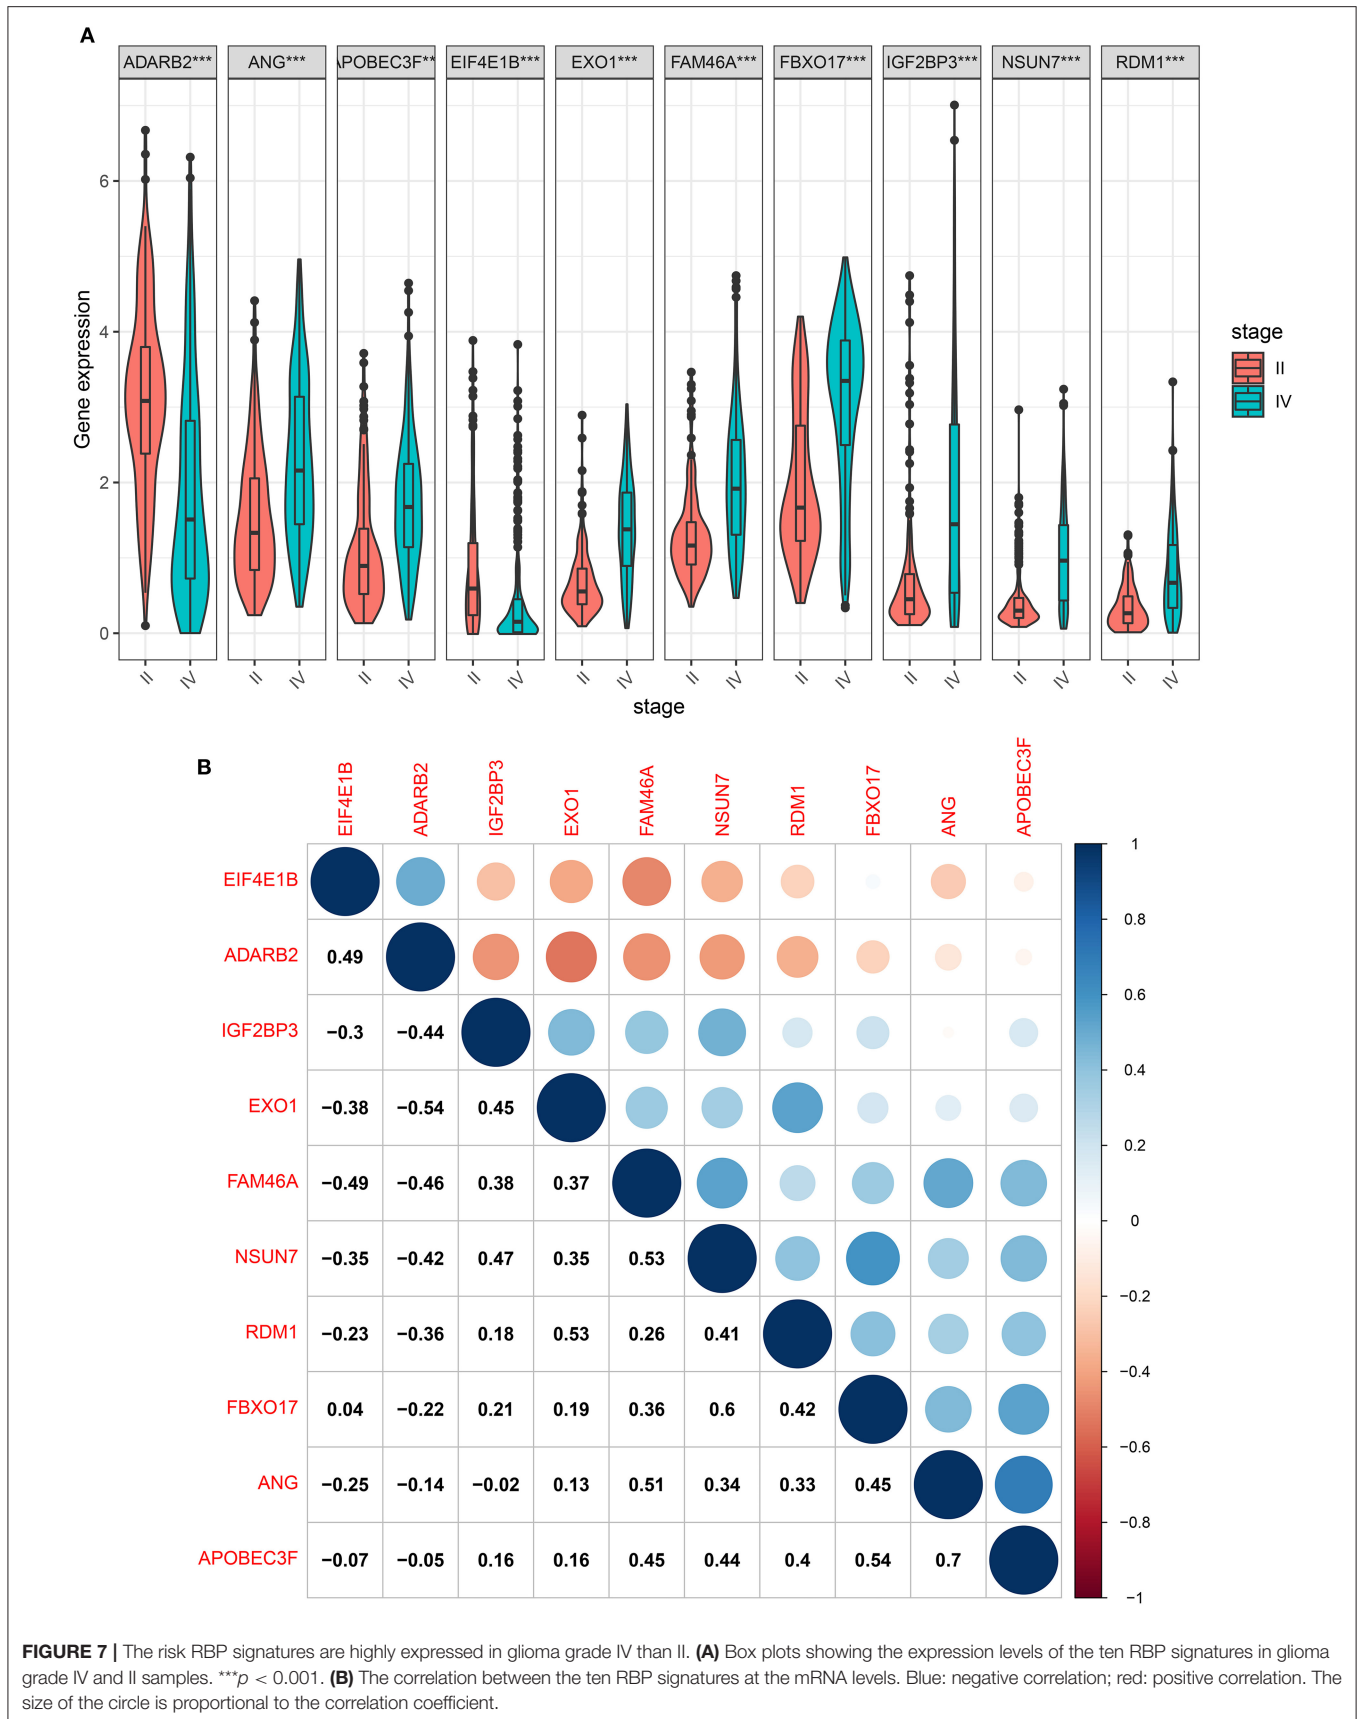 A
ADARB2*** ANG*** APOBEC3F** EIF4E1B*** EXO1*** FAM46A*** FBXO17*** IGF2BP3*** NSUN7*** RDM1***
6
4
2
0
Gene expression
II IV II IV II IV II IV II IV II IV II IV II IV II IV II IV
stage
stage
II
IV
B
EIF4E1B ADARB2 IGF2BP3 EXO1 FAM46A NSUN7 RDM1 FBXO17 ANG APOBEC3F
EIF4E1B
ADARB2 0.49
IGF2BP3 −0.3 −0.44
EXO1 −0.38 −0.54 0.45
FAM46A −0.49 −0.46 0.38 0.37
NSUN7 −0.35 −0.42 0.47 0.35 0.53
RDM1 −0.23 −0.36 0.18 0.53 0.26 0.41
FBXO17 0.04 −0.22 0.21 0.19 0.36 0.6 0.42
ANG −0.25 −0.14 −0.02 0.13 0.51 0.34 0.33 0.45
APOBEC3F −0.07 −0.05 0.16 0.16 0.45 0.44 0.4 0.54 0.7
1
0.8
0.6
0.4
0.2
0
−0.2
−0.4
−0.6
−0.8
−1
FIGURE 7 | The risk RBP signatures are highly expressed in glioma grade IV than II. (A) Box plots showing the expression levels of the ten RBP signatures in glioma
grade IV and II samples. ***p < 0.001. (B) The correlation between the ten RBP signatures at the mRNA levels. Blue: negative correlation; red: positive correlation. The
size of the circle is proportional to the correlation coefficient.